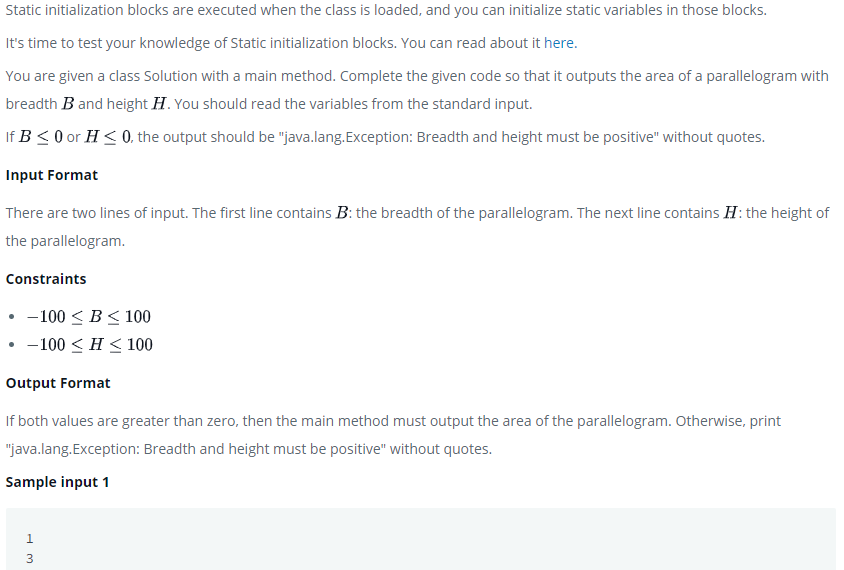 Static initialization blocks are executed when the class is loaded, and you can initialize static variables in those blocks.
It's time to test your knowledge of Static initialization blocks. You can read about it here.
You are given a class Solution with a main method. Complete the given code so that it outputs the area of a parallelogram with
breadth B and height H. You should read the variables from the standard input.
If B ≤ 0 or H ≤ 0, the output should be "java.lang.Exception: Breadth and height must be positive" without quotes.
Input Format
There are two lines of input. The first line contains B: the breadth of the parallelogram. The next line contains H: the height of
the parallelogram.
Constraints
• −100 ≤ B ≤ 100
• −100 ≤ H ≤ 100
Output Format
If both values are greater than zero, then the main method must output the area of the parallelogram. Otherwise, print
"java.lang.Exception: Breadth and height must be positive" without quotes.
Sample input 1
1
3